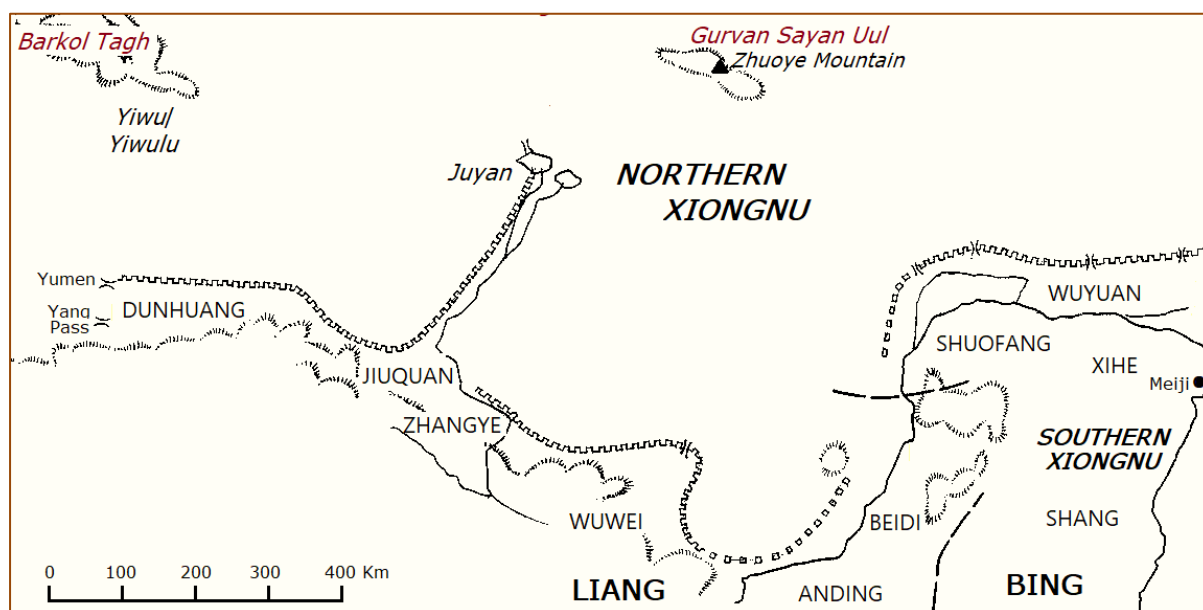 Barkol Tagh
Gurvan Sayan Uul
Zhuoye Mountain
Yiwu/
Yiwulu
Juyan
NORTHERN
XIONGNU
Yumen
Yang
Pass
DUNHUANG
WUYUAN
SHUOFANG
XIHE
Meiji
JIUQUAN
ZHANGYE
SOUTHERN
XIONGNU
WUWEI
BEIDI
SHANG
0 100 200 300 400 Km
LIANG
ANDING
BING